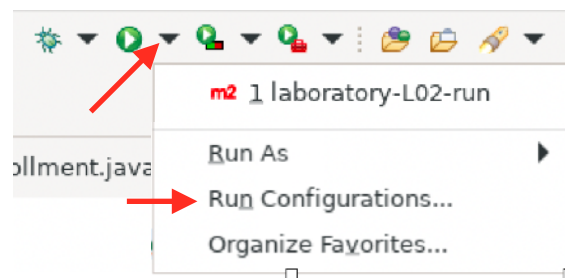 m2 1 laboratory-L02-run
Run As
ollment.java
Run Configurations...
Organize Favorites...